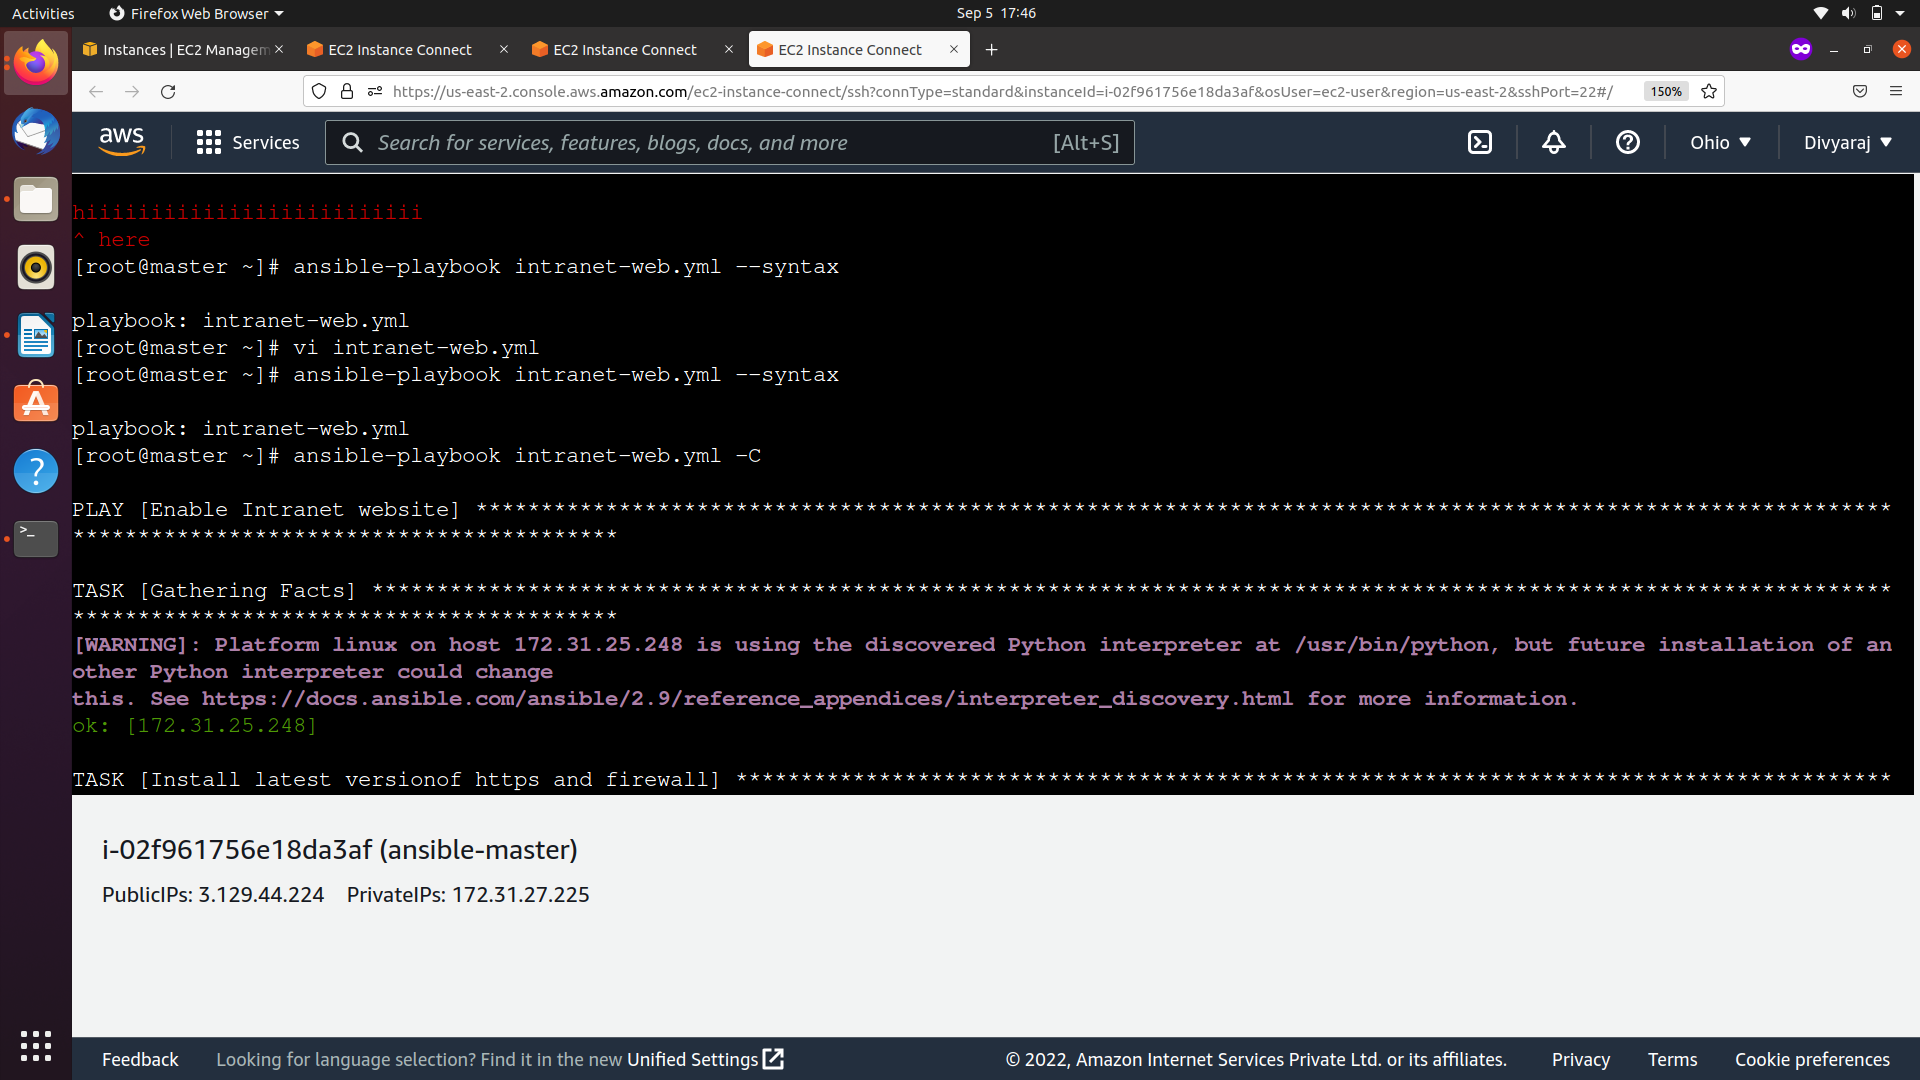 Activities Firefox Web Browser Sep 5 17:46
Instances | EC2 Managem EC2 Instance Connect EC2 Instance Connect EC2 Instance Connect
https://us-east-2.console.aws.amazon.com/ec2-instance-connect/ssh?connType=standard&instanceId=i-02f961756e18da3af&osUser=ec2-user&region=us-east-2&sshPort=22#/ 150%
aws Services Search for services, features, blogs, docs, and more [Alt+S] Ohio Divyaraj
hiiiiiiiiiiiiiiiiiiiiiiiiii
^ here
[root@master ~]# ansible-playbook intranet-web.yml --syntax
playbook: intranet-web.yml
[root@master ~]# vi intranet-web.yml
[root@master ~]# ansible-playbook intranet-web.yml --syntax
playbook: intranet-web.yml
[root@master ~]# ansible-playbook intranet-web.yml -C
PLAY [Enable Intranet website] *************************************************************************************************************
******************************************
TASK [Gathering Facts] *********************************************************************************************************************
******************************************
[WARNING]: Platform linux on host 172.31.25.248 is using the discovered Python interpreter at /usr/bin/python, but future installation of an
other Python interpreter could change
this. See https://docs.ansible.com/ansible/2.9/reference_appendices/interpreter_discovery.html for more information.
ok: [172.31.25.248]
TASK [Install latest versionof https and firewall] *****************************************************************************************
i-02f961756e18da3af (ansible-master)
PublicIPs: 3.129.44.224 PrivateIPs: 172.31.27.225
Feedback Looking for language selection? Find it in the new Unified Settings © 2022, Amazon Internet Services Private Ltd. or its affiliates. Privacy Terms Cookie preferences